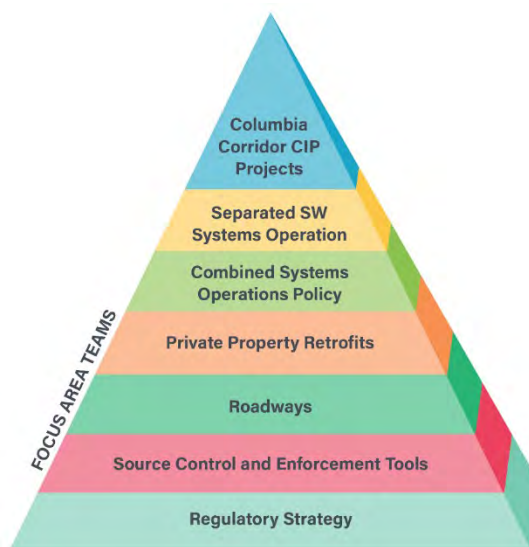 Columbia
Corridor CIP
Projects
Separated SW
Systems Operation
Combined Systems
Operations Policy
Private Property Retrofits
Roadways
Source Control and Enforcement Tools
Regulatory Strategy
FOCUS AREA TEAMS